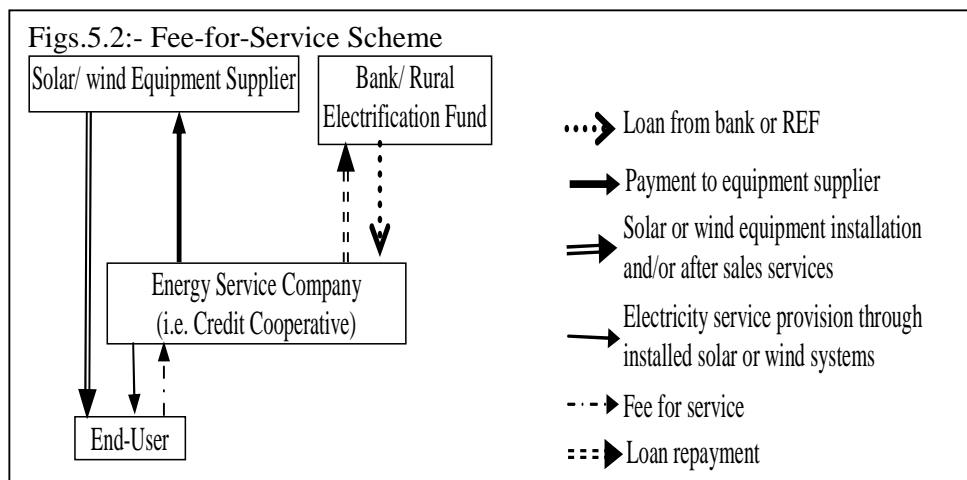 Figs.5.2:- Fee-for-Service Scheme
Solar/ wind Equipment Supplier
Bank/ Rural
Electrification Fund
Energy Service Company
(i.e. Credit Cooperative)
End-User
Loan from bank or REF
Payment to equipment supplier
Solar or wind equipment installation
and/or after sales services
Electricity service provision through
installed solar or wind systems
Fee for service
Loan repayment